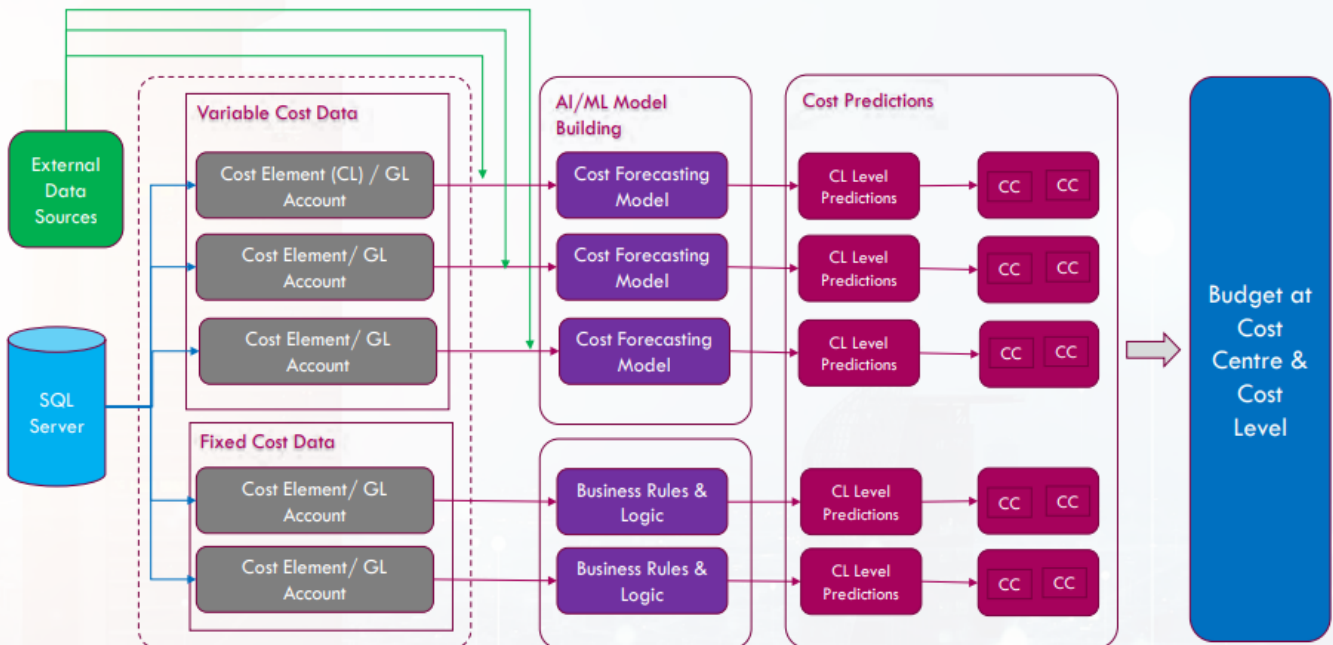 External
Data
Sources
SQL
Server
Variable Cost Data
Cost Element (CL) / GL
Account
Cost Element/ GL
Account
Cost Element/ GL
Account
Fixed Cost Data
Cost Element/ GL
Account
Cost Element/ GL
Account
AI/ML Model
Building
Cost Forecasting
Model
Cost Forecasting
Model
Cost Forecasting
Model
Business Rules &
Logic
Business Rules &
Logic
Cost Predictions
CL Level
Predictions
CC CC
CL Level
Predictions
CC CC
CL Level
Predictions
CC CC
CL Level
Predictions
CC CC
CL Level
Predictions
CC CC
Budget at
Cost
Centre &
Cost
Level